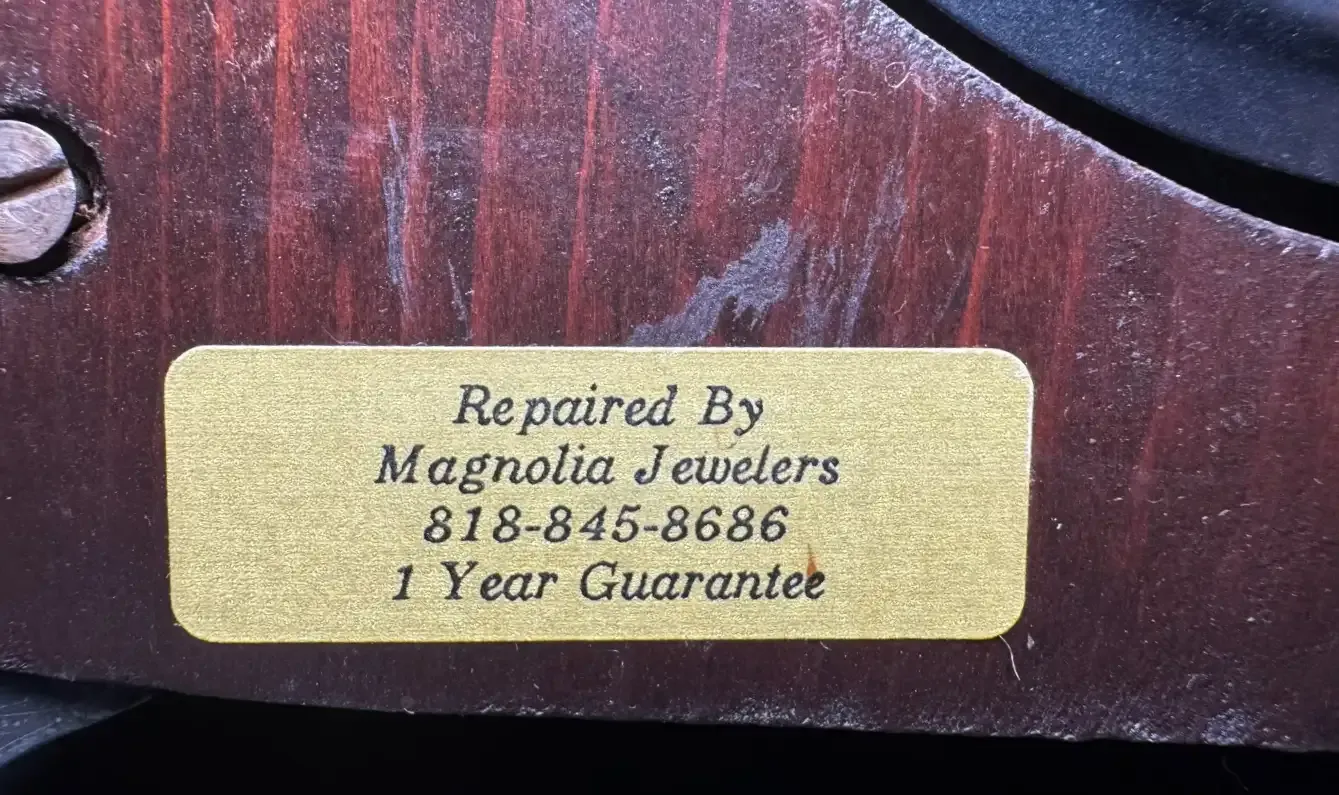 Repaired By
Magnolia Jewelers
818-845-8686
1 Year Guarantee